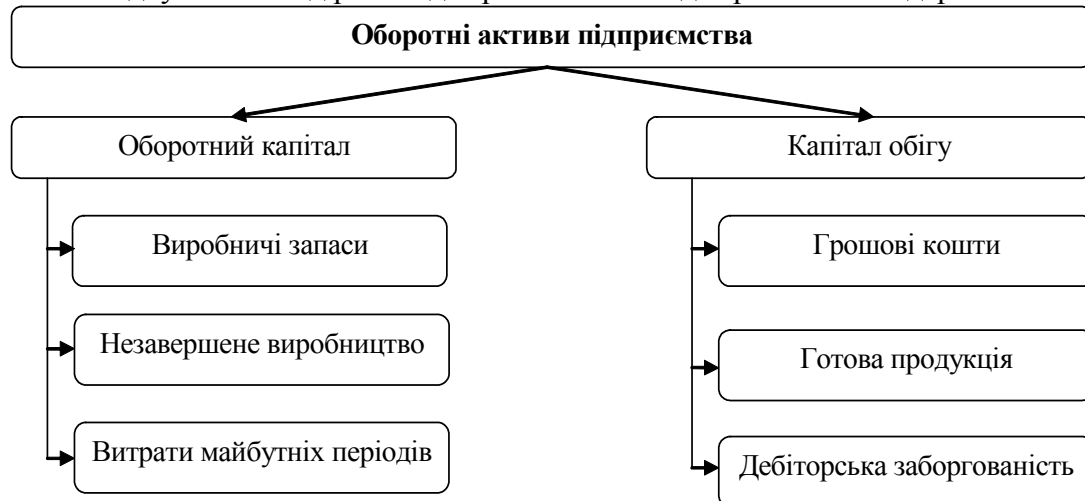 Оборотні активи підприємства
Оборотний капітал
Капітал обігу
Виробничі запаси
Грошові кошти
Незавершене виробництво
Готова продукція
Витрати майбутніх періодів
Дебіторська заборгованість